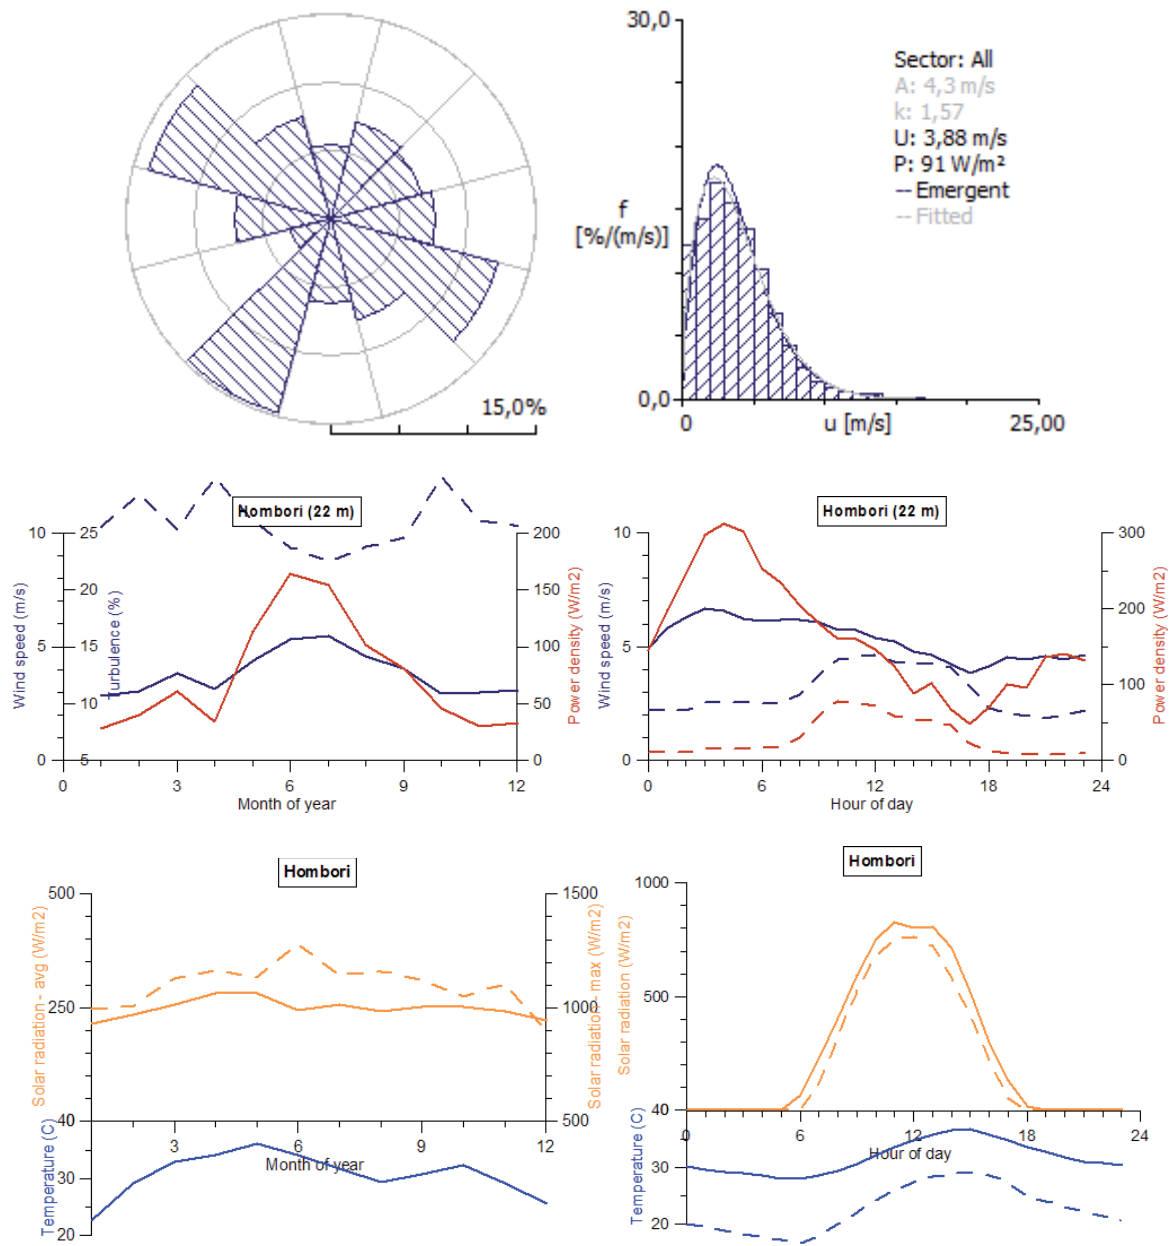 30,0
Sector: All
A: 4,3 m/s
k: 1,57
U: 3,88 m/s
P: 91 W/m²
Emergent
Fitted
f
[%/(m/s)]
0,0
0
u [m/s]
25,00
15,0%
Hombori (22 m)
10
5
0
Wind speed (m/s)
25
20
15
10
5
Turbulence (%)
200
150
100
50
0
Power density (W/m2)
0
3
6
9
12
Month of year
Hombori (22 m)
10
5
0
Wind speed (m/s)
300
200
100
0
Power density (W/m2)
0
6
12
18
24
Hour of day
Hombori
500
250
40
30
20
Solar radiation - avg (W/m2)
Temperature (C)
1500
1000
500
Solar radiation - max (W/m2)
3
6
9
12
Month of year
Hombori
1000
500
40
30
20
Solar radiation (W/m2)
Temperature (C)
0
6
12
18
24
Hour of day